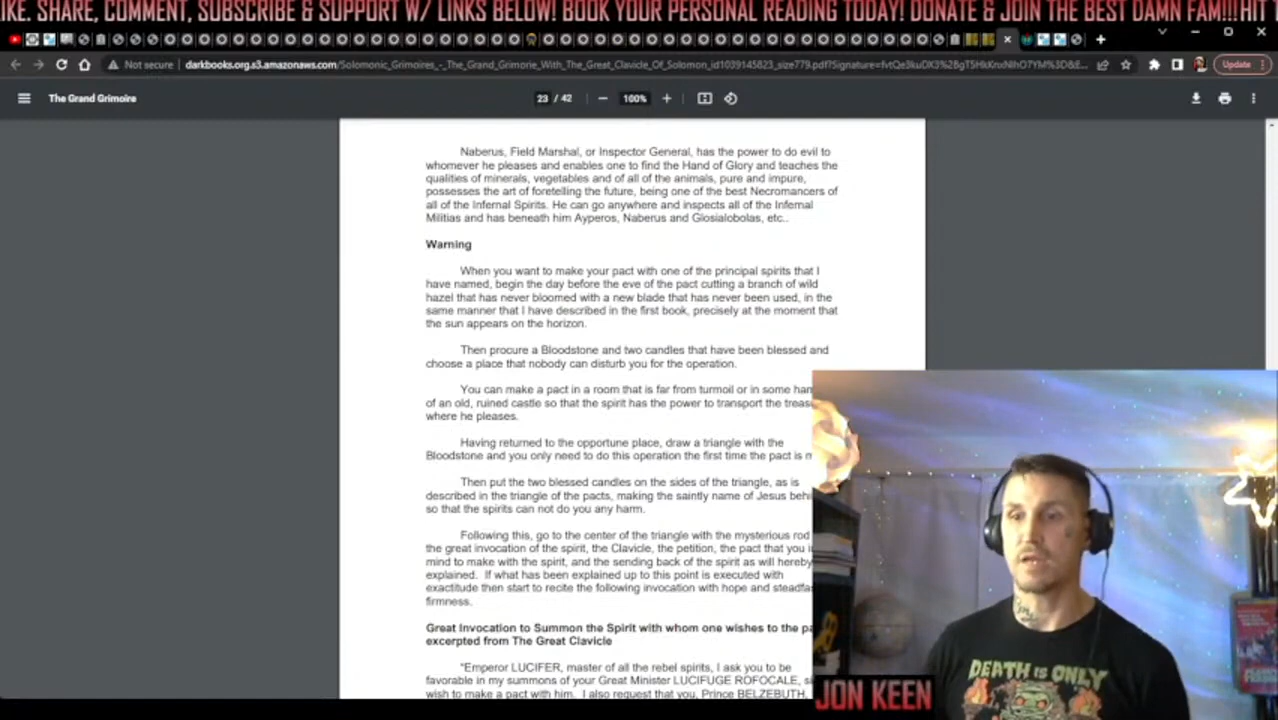 IKE. SHARE, COMMENT, SUBSCRIBE & SUPPORT W/ LINKS BELOW! BOOK YOUR PERSONAL READING TODAY! DONATE & JOIN THE BEST DAMN FAM!!!HIT
Not secure | darkbooks.org.s3.amazonaws.com/Solomonic_Grimoires_-_The_Grand_Grimorie_With_The_Great_Clavicle_Of_Solomon_id1039145823_size779.pdf?Signature=
Update
The Grand Grimoire
23 / 42
100%
Naberus, Field Marshal, or Inspector General, has the power to do evil to
whomever he pleases and enables one to find the Hand of Glory and teaches the
qualities of minerals, vegetables and of all of the animals, pure and impure,
possesses the art of foretelling the future, being one of the best Necromancers of
all of the Infernal Spirits. He can go anywhere and inspects all of the Infernal
Militias and has beneath him Ayperos, Naberus and Glosialobolas, etc..
Warning
When you want to make your pact with one of the principal spirits that I
have named, begin the day before the eve of the pact cutting a branch of wild
hazel that has never bloomed with a new blade that has never been used, in the
same manner that I have described in the first book, precisely at the moment that
the sun appears on the horizon.
Then procure a Bloodstone and two candles that have been blessed and
choose a place that nobody can disturb you for the operation.
You can make a pact in a room that is far from turmoil or in some ham
of an old, ruined castle so that the spirit has the power to transport the treas
where he pleases.
Having returned to the opportune place, draw a triangle with the
Bloodstone and you only need to do this operation the first time the pact is m
Then put the two blessed candles on the sides of the triangle, as is
described in the triangle of the pacts, making the saintly name of Jesus behi
so that the spirits can not do you any harm.
Following this, go to the center of the triangle with the mysterious rod
the great invocation of the spirit, the Clavicle, the petition, the pact that you i
mind to make with the spirit, and the sending back of the spirit as will hereby
explained. If what has been explained up to this point is executed with
exactitude then start to recite the following invocation with hope and steadfas
firmness.
Great Invocation to Summon the Spirit with whom one wishes to the pa
excerpted from The Great Clavicle
"Emperor LUCIFER, master of all the rebel spirits, I ask you to be
favorable in my summons of your Great Minister LUCIFUGE ROFOCALE, si
wish to make a pact with him. I also request that you, Prince BELZEBUTH,
DEATH IS ONLY
JON KEEN